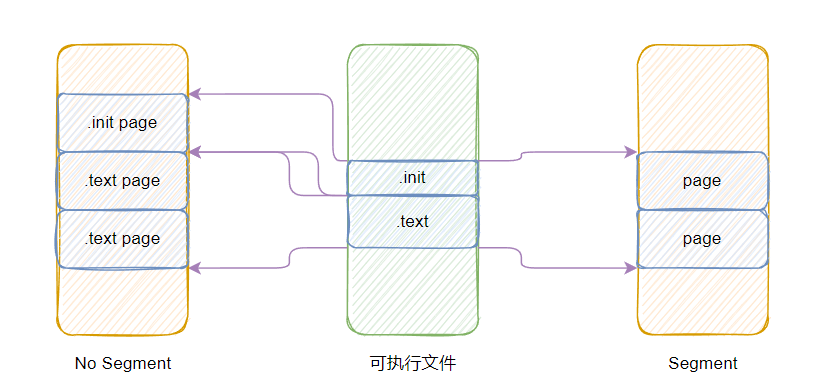 .init page
.text page
.text page
.init
.text
page
page
No Segment
可执行文件
Segment